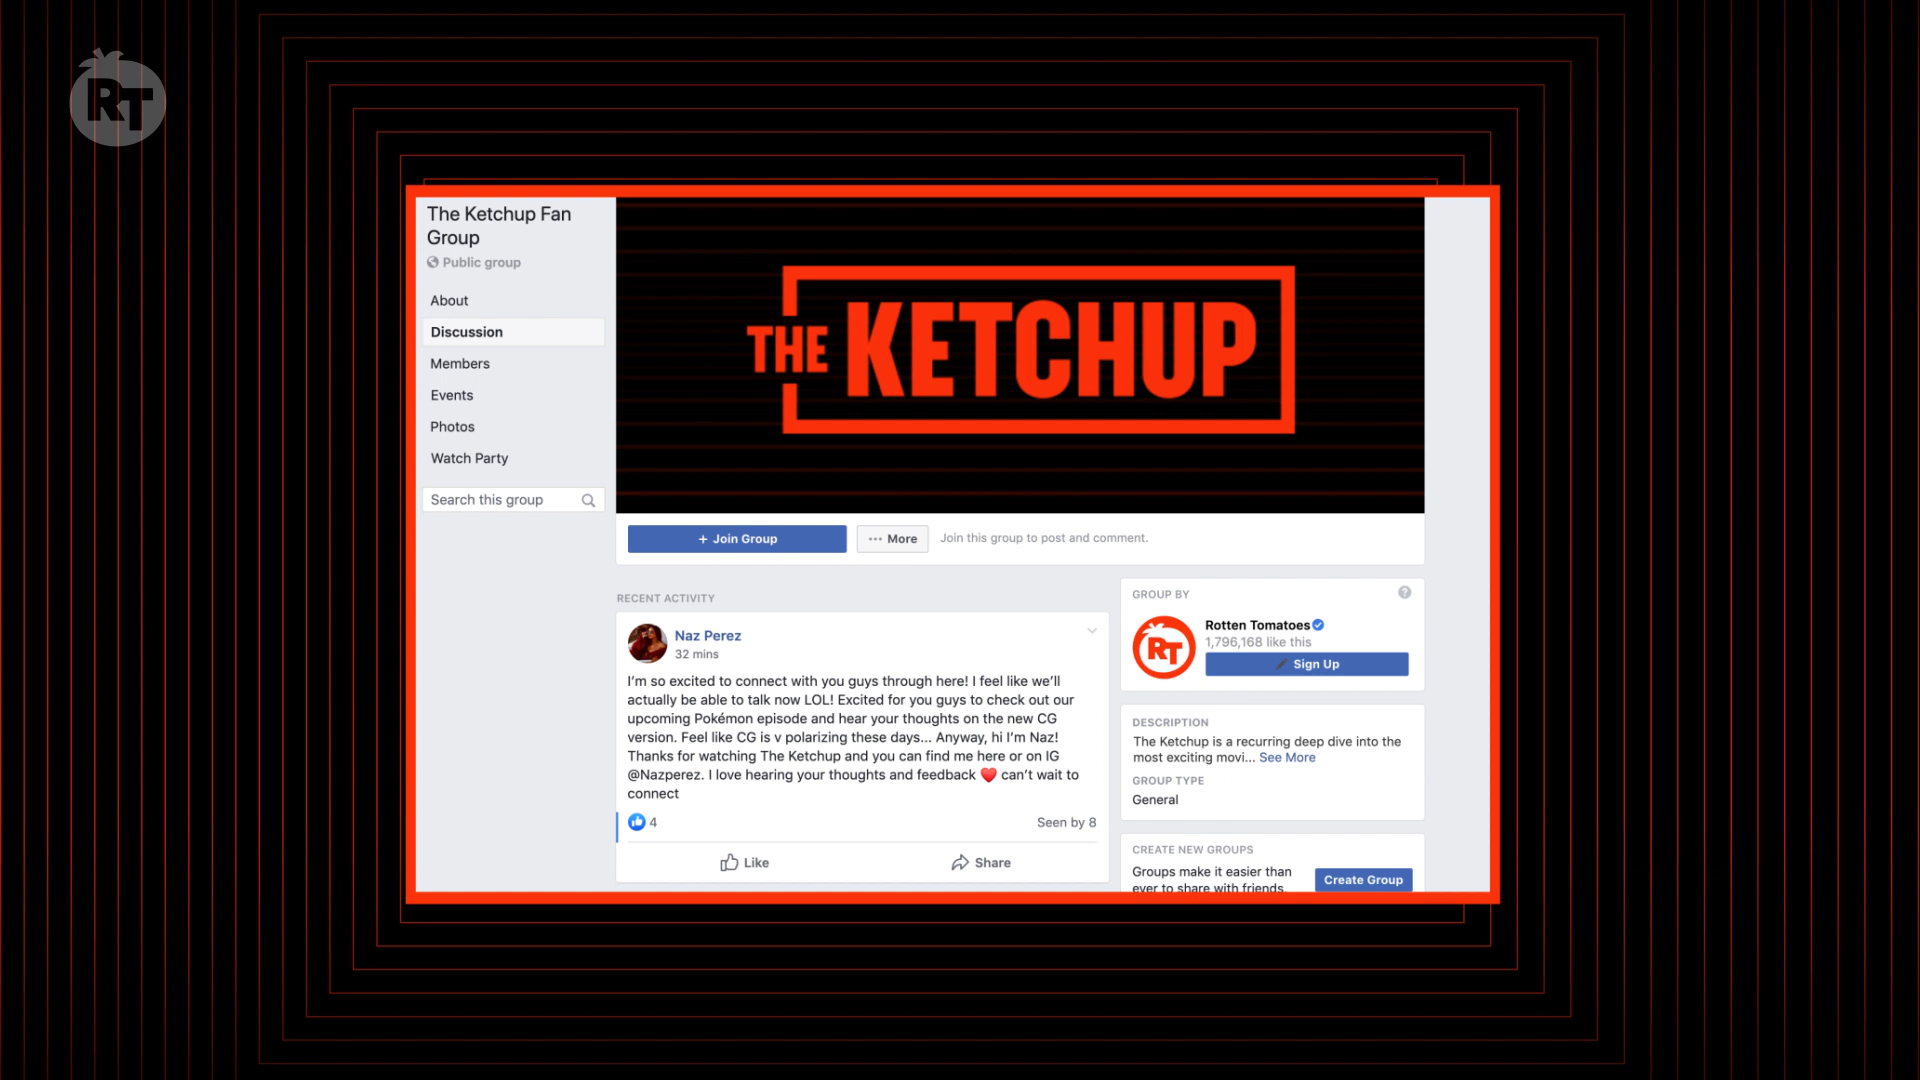 RT
The Ketchup Fan
Group
Public group
About
Discussion
Members
Events
Photos
Watch Party
Search this group
THE KETCHUP
+ Join Group
··· More
Join this group to post and comment.
RECENT ACTIVITY
Naz Perez
32 mins
I'm so excited to connect with you guys through here! I feel like we'll
actually be able to talk now LOL! Excited for you guys to check out our
upcoming Pokémon episode and hear your thoughts on the new CG
version. Feel like CG is v polarizing these days... Anyway, hi I'm Naz!
Thanks for watching The Ketchup and you can find me here or on IG
@Nazperez. I love hearing your thoughts and feedback ❤️ can't wait to
connect
4
Seen by 8
Like
Share
GROUP BY
?
RT
Rotten Tomatoes
1,796,168 like this
Sign Up
DESCRIPTION
The Ketchup is a recurring deep dive into the
most exciting movi... See More
GROUP TYPE
General
CREATE NEW GROUPS
Groups make it easier than
ever to share with friends,
Create Group